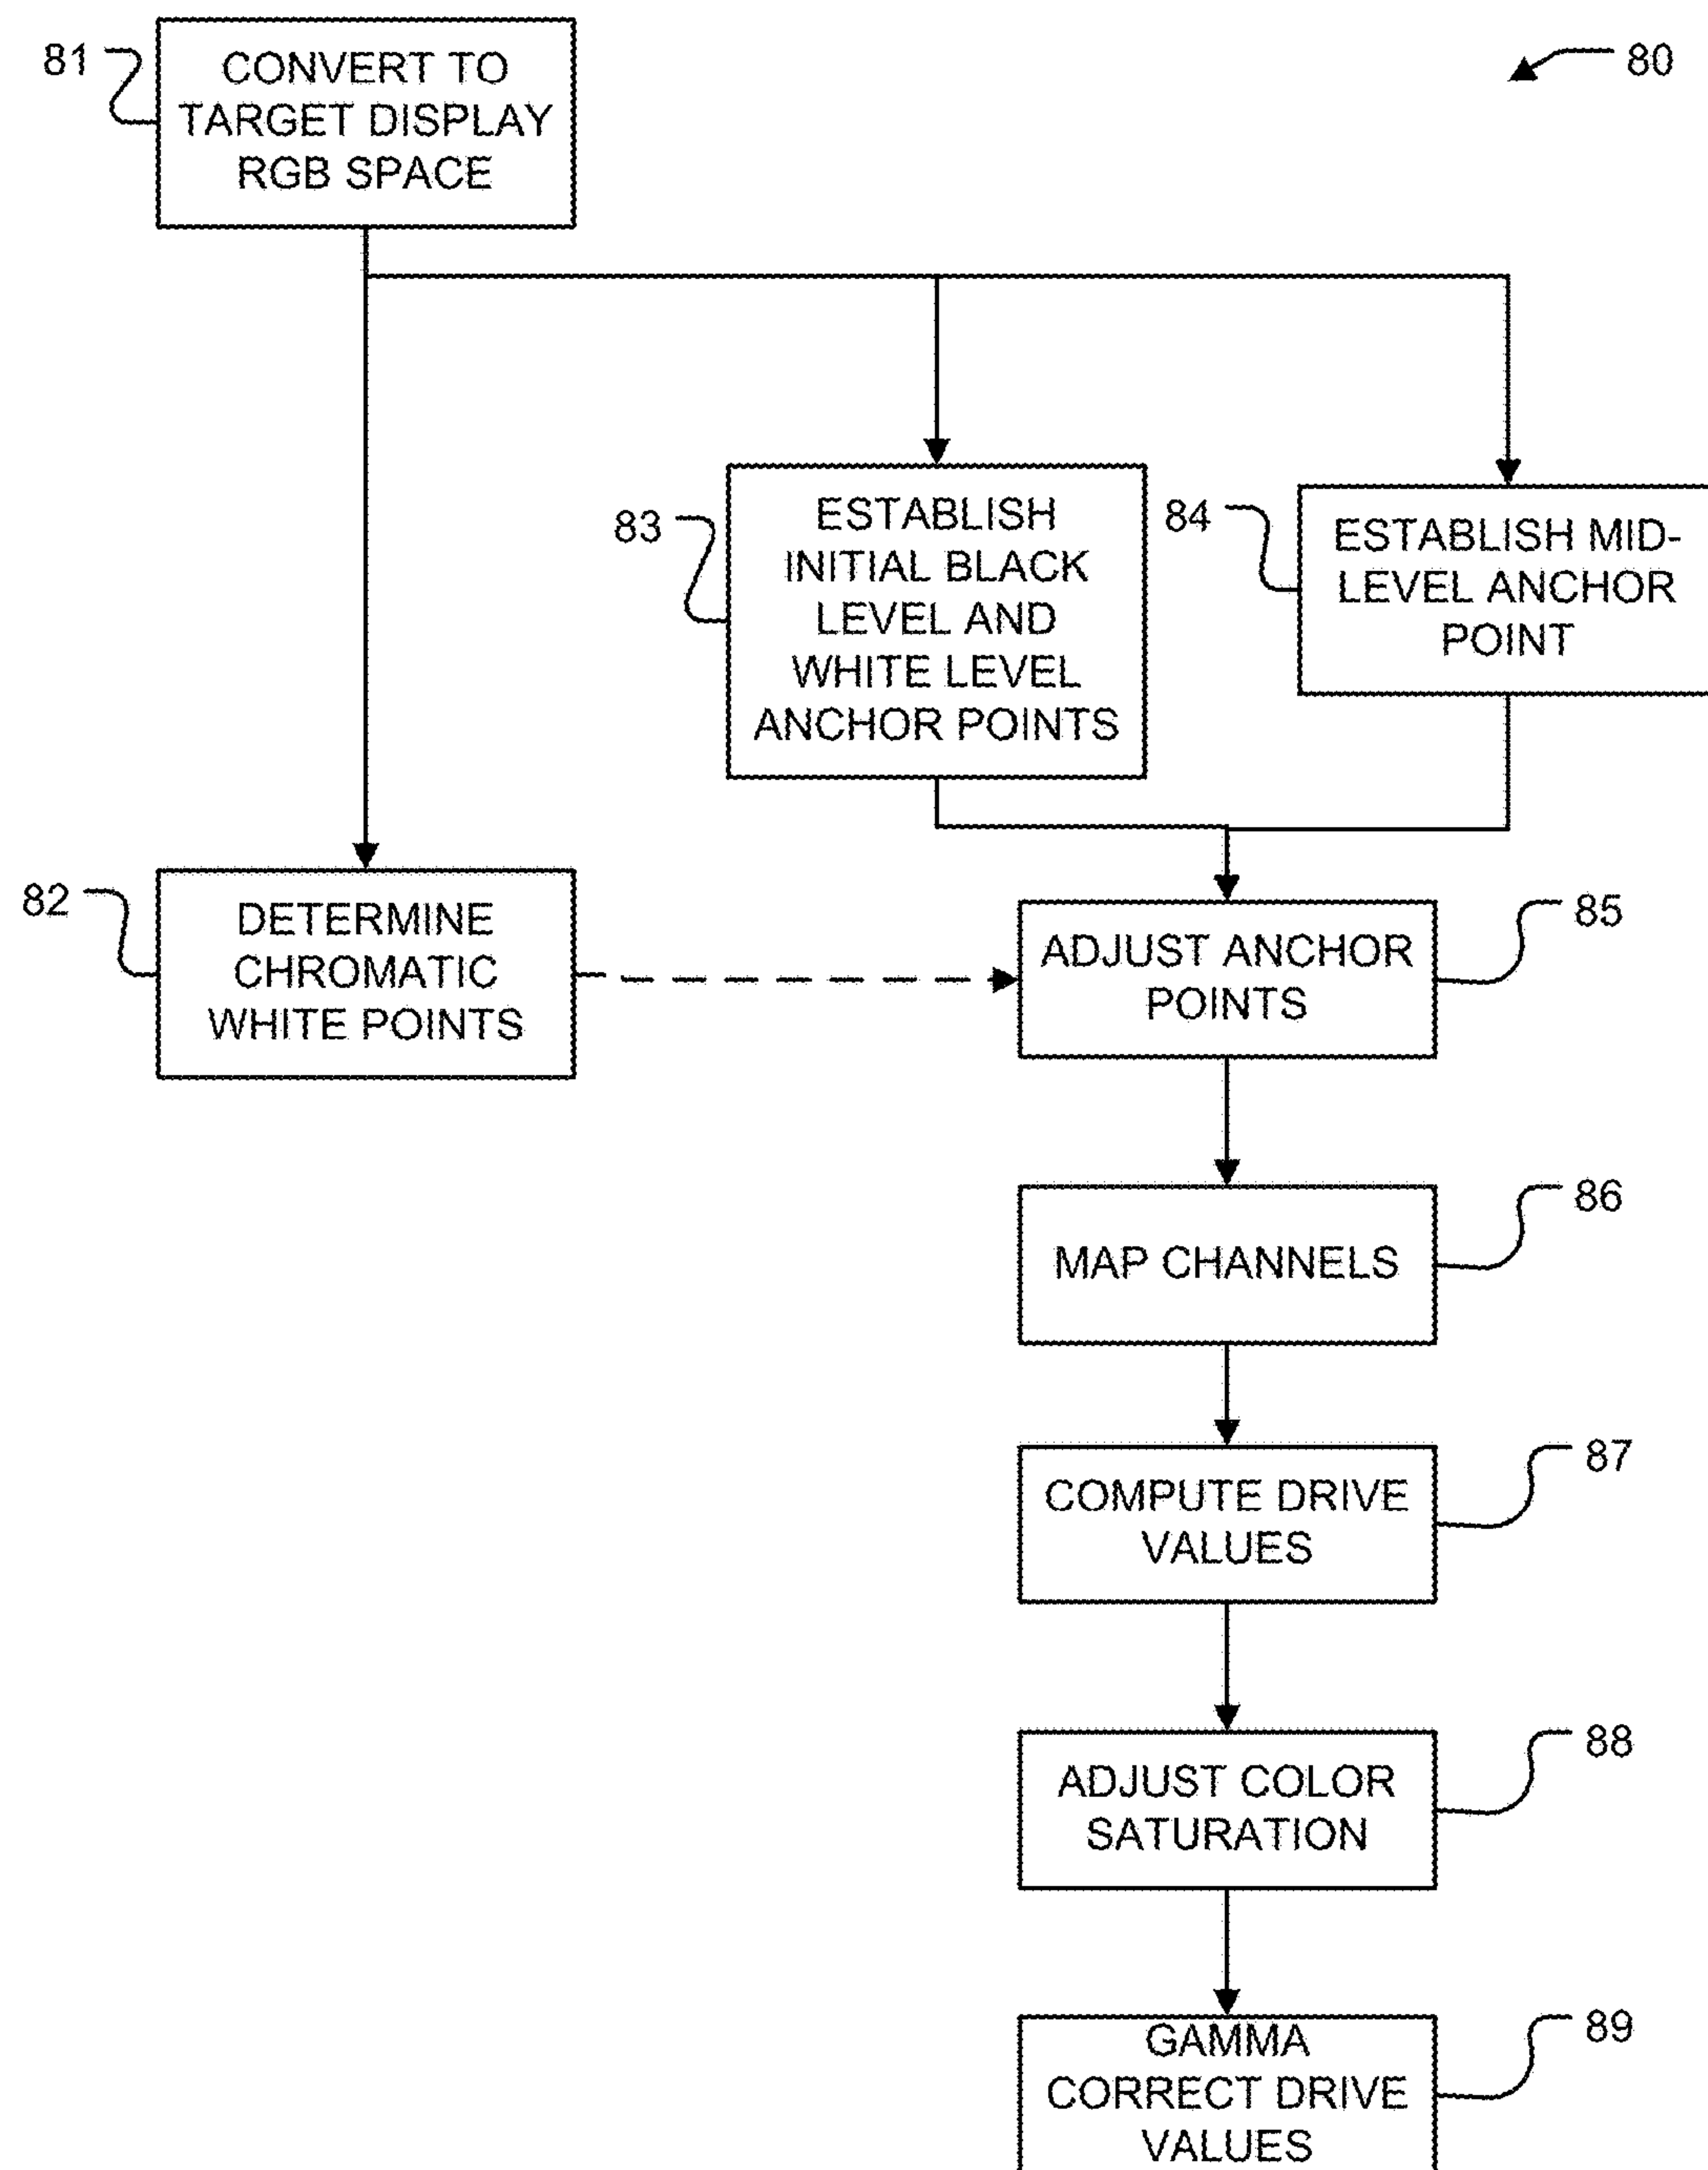 81
CONVERT TO
TARGET DISPLAY
RGB SPACE
80
83
ESTABLISH
INITIAL BLACK
LEVEL AND
WHITE LEVEL
ANCHOR POINTS
84
ESTABLISH MID-
LEVEL ANCHOR
POINT
82
DETERMINE
CHROMATIC
WHITE POINTS
ADJUST ANCHOR
POINTS
85
MAP CHANNELS
86
COMPUTE DRIVE
VALUES
87
ADJUST COLOR
SATURATION
88
GAMMA
CORRECT DRIVE
VALUES
89